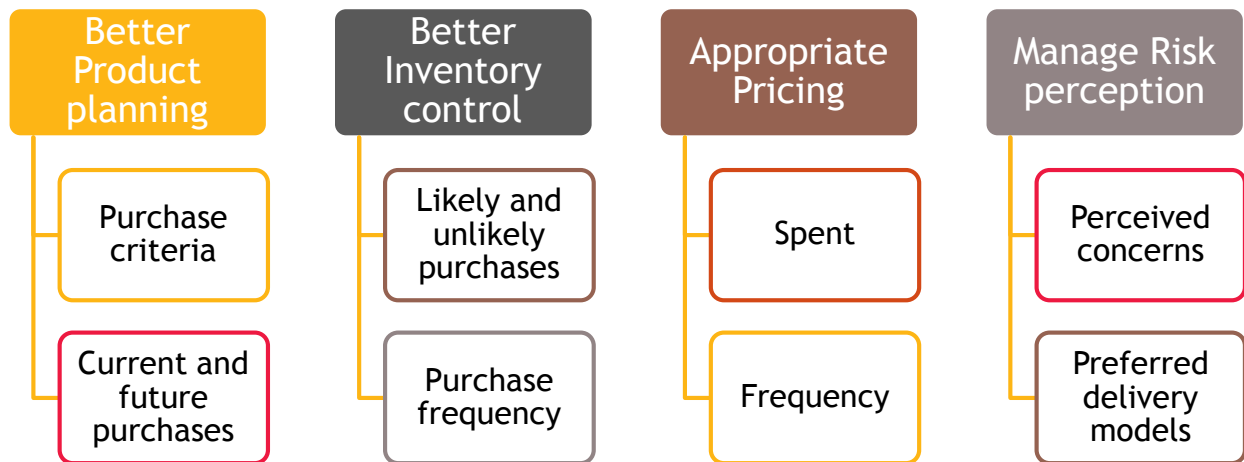 Better
Product
planning
Purchase
criteria
Current and
future
purchases
Better
Inventory
control
Likely and
unlikely
purchases
Purchase
frequency
Appropriate
Pricing
Spent
Frequency
Manage Risk
perception
Perceived
concerns
Preferred
delivery
models